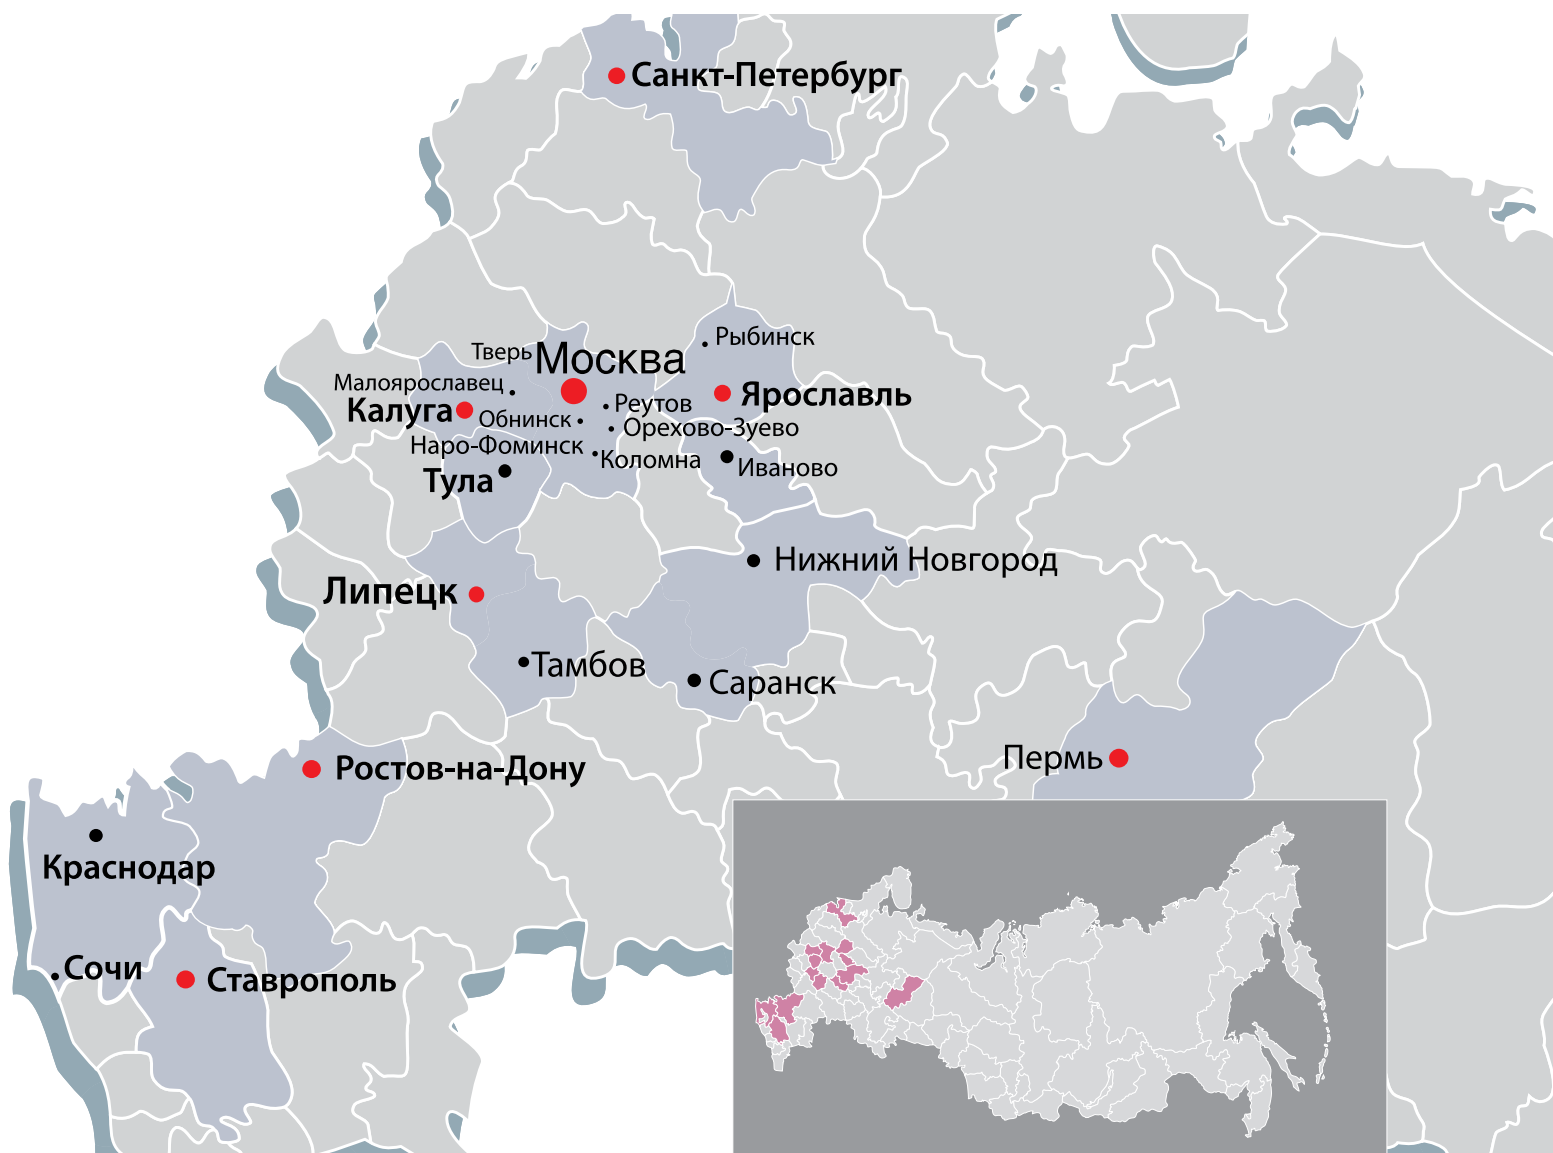 Санкт-Петербург
Рыбинск
Тверь
Москва
Малоярославец
Ярославль
Калуга
Реутов
Обнинск
Орехово-Зуево
Наро-Фоминск
Коломна
Иваново
Тула
Нижний Новгород
Липецк
Тамбов
Саранск
Пермь
Ростов-на-Дону
Краснодар
Сочи
Ставрополь